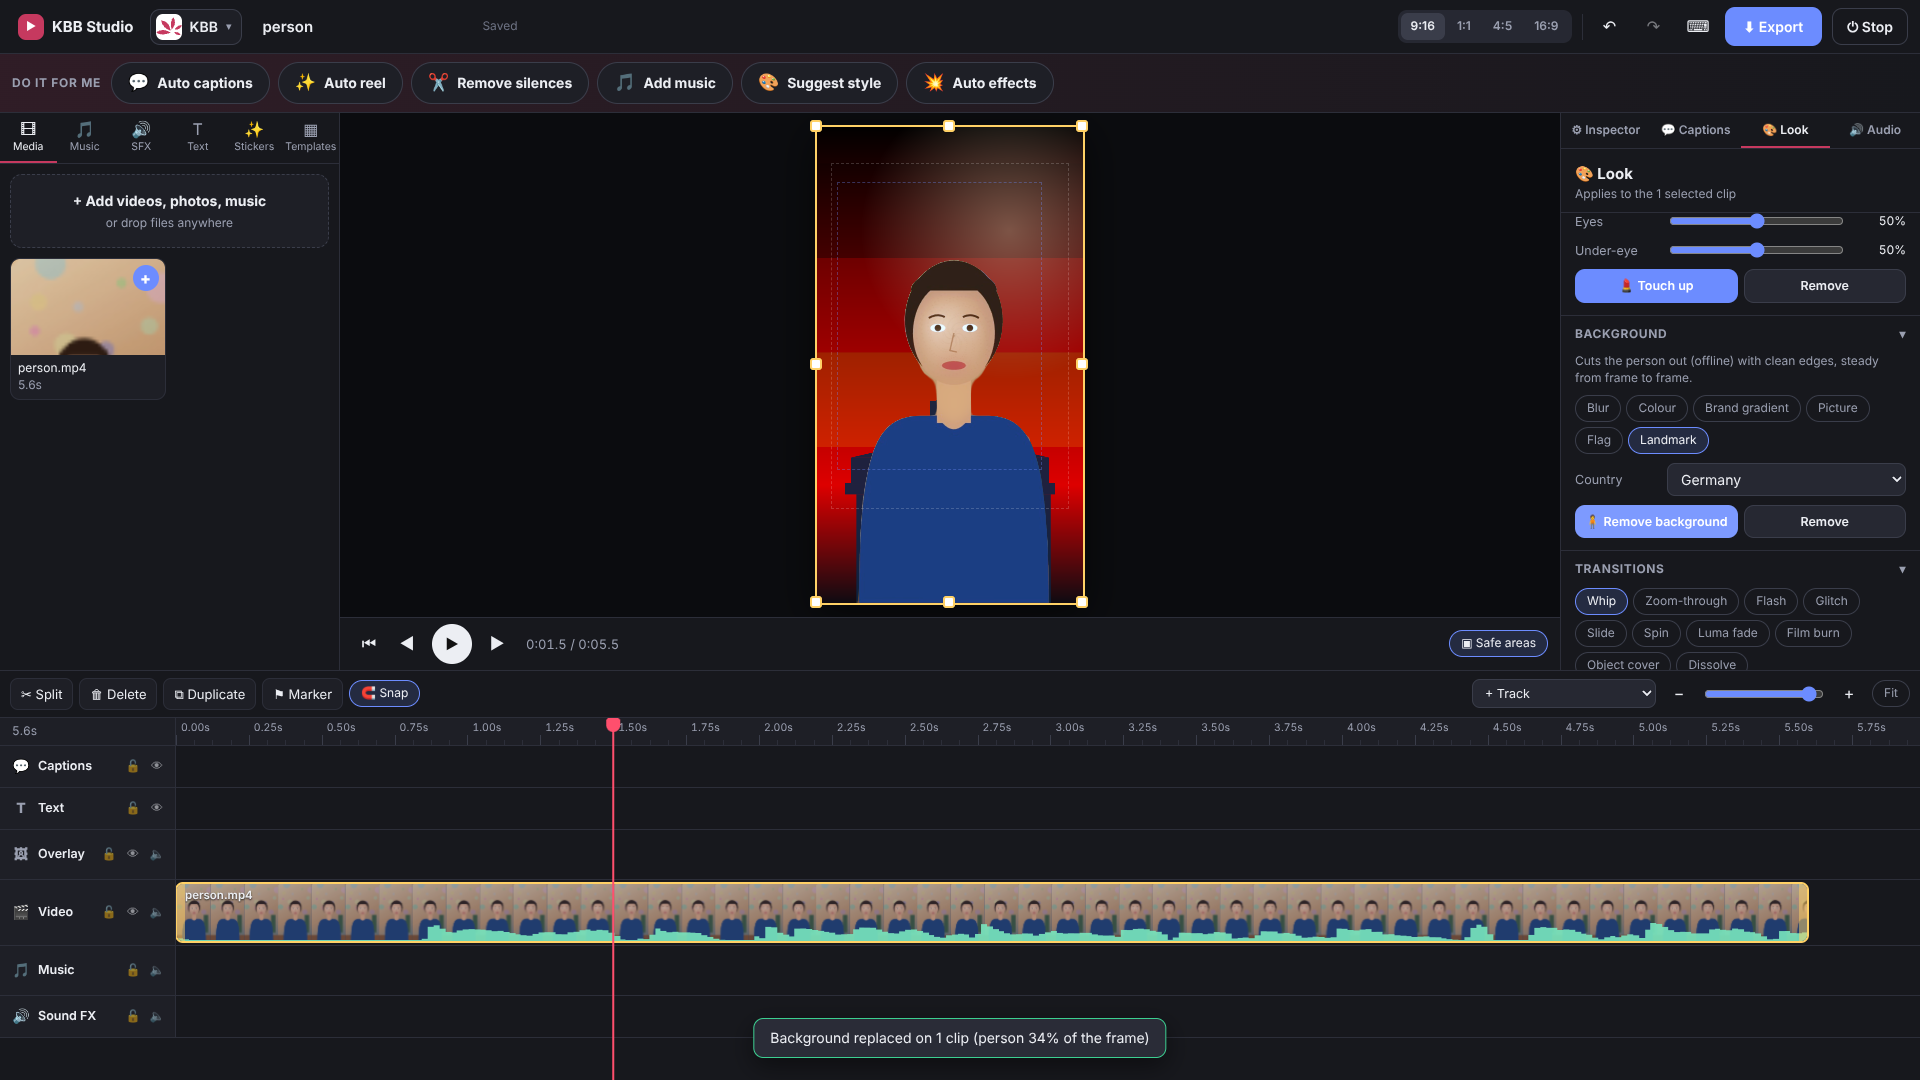 KBB Studio
KBB
person
Saved
9:16
1:1
4:5
16:9
Export
Stop
DO IT FOR ME
Auto captions
Auto reel
Remove silences
Add music
Suggest style
Auto effects
Media
Music
SFX
Text
Stickers
Templates
+ Add videos, photos, music
or drop files anywhere
person.mp4
5.6s
0:01.5 / 0:05.5
Safe areas
Inspector
Captions
Look
Audio
Look
Applies to the 1 selected clip
Eyes 50%
Under-eye 50%
Touch up
Remove
BACKGROUND
Cuts the person out (offline) with clean edges, steady
from frame to frame.
Blur
Colour
Brand gradient
Picture
Flag
Landmark
Country
Germany
Remove background
Remove
TRANSITIONS
Whip
Zoom-through
Flash
Glitch
Slide
Spin
Luma fade
Film burn
Object cover
Dissolve
Split
Delete
Duplicate
Marker
Snap
+ Track
Fit
5.6s
0.00s 0.25s 0.50s 0.75s 1.00s 1.25s 1.50s 1.75s 2.00s 2.25s 2.50s 2.75s 3.00s 3.25s 3.50s 3.75s 4.00s 4.25s 4.50s 4.75s 5.00s 5.25s 5.50s 5.75s
Captions
Text
Overlay
Video
person.mp4
Music
Sound FX
Background replaced on 1 clip (person 34% of the frame)